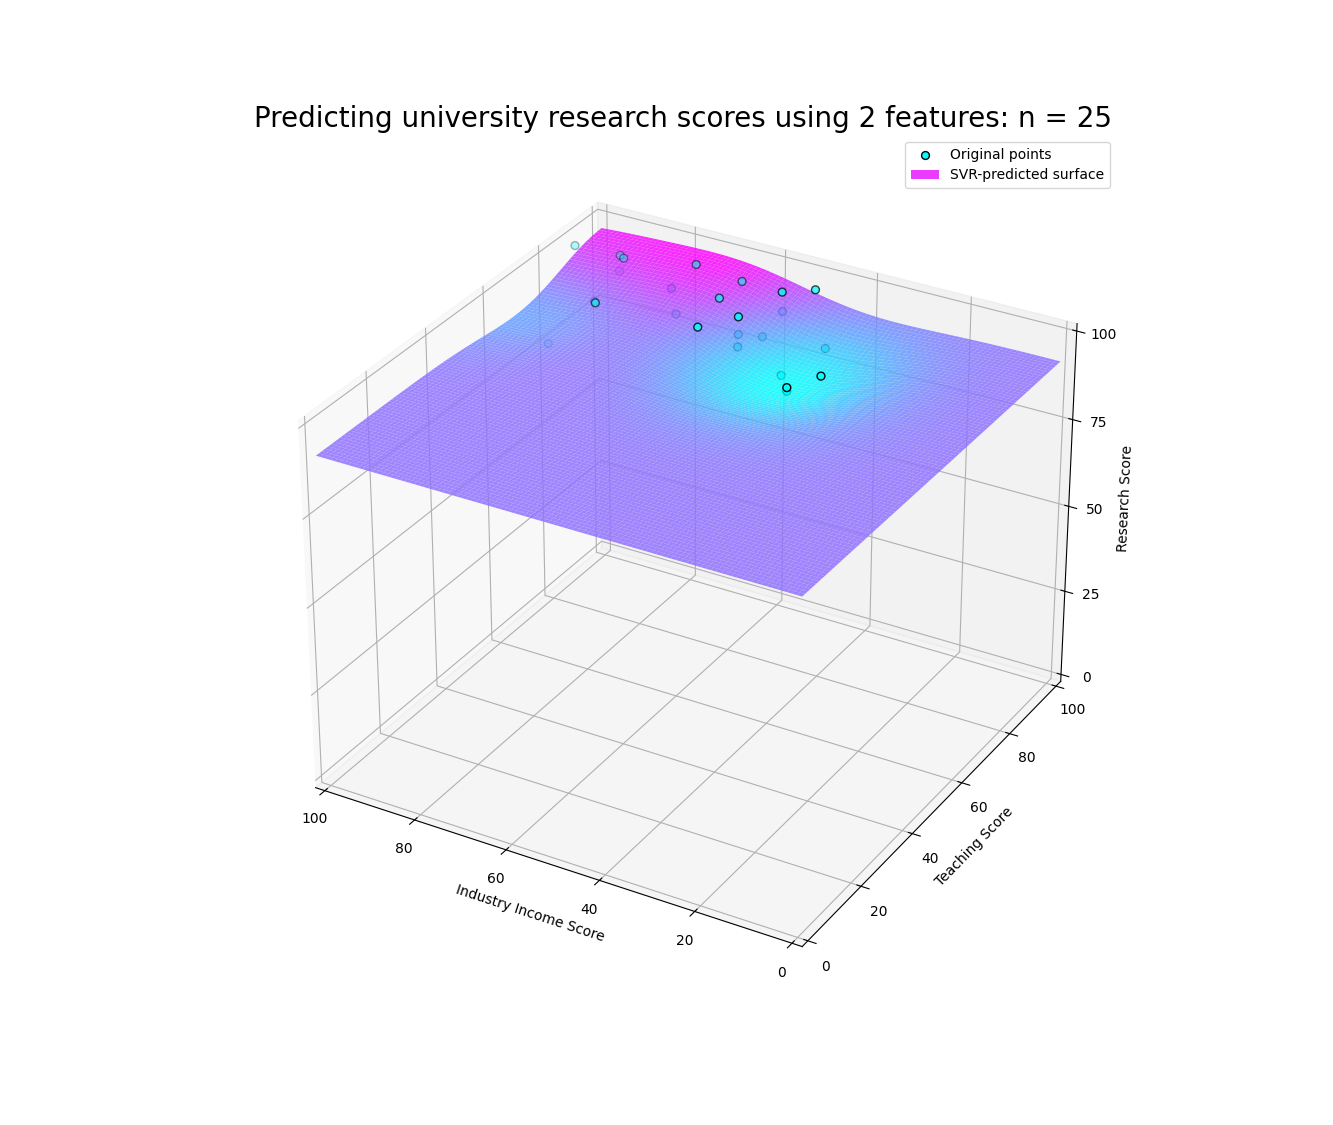 Predicting university research scores using 2 features: n = 25
Original points
SVR-predicted surface
100
75
50
25
0
Research Score
100
80
60
40
20
0
Teaching Score
100
80
60
40
20
0
Industry Income Score